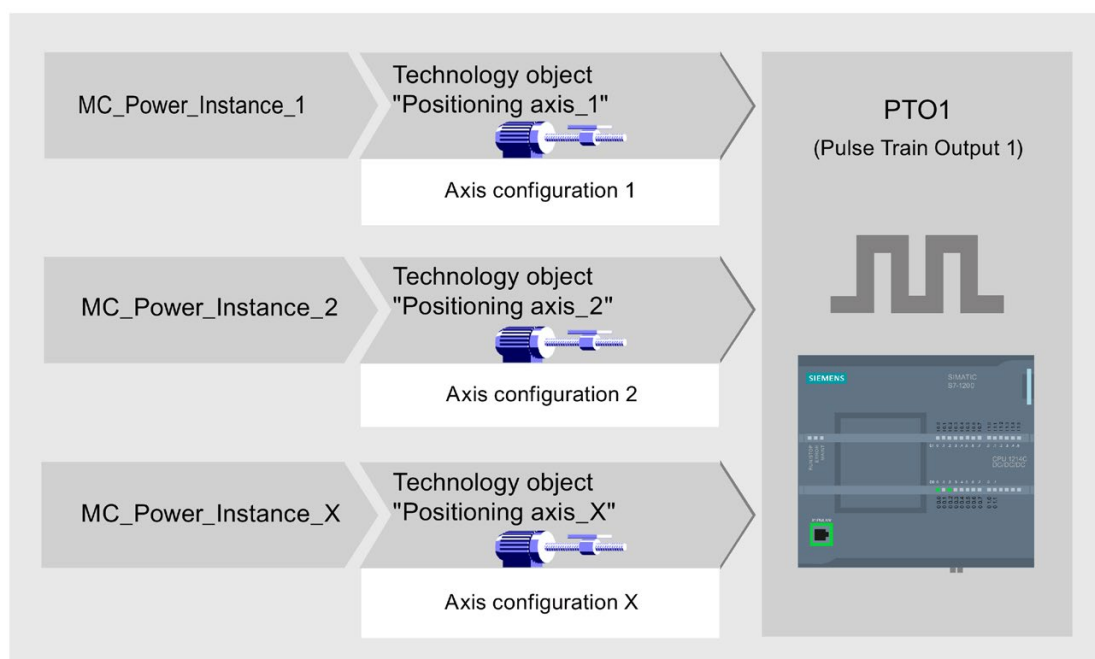 MC_Power_Instance_1
Technology object
"Positioning axis_1"
Axis configuration 1
MC_Power_Instance_2
Technology object
"Positioning axis_2"
Axis configuration 2
MC_Power_Instance_X
Technology object
"Positioning axis_X"
Axis configuration X
PTO1
(Pulse Train Output 1)
SIEMENS
SIMATIC
S7-1200
CPU 1214C
DC/DC/DC